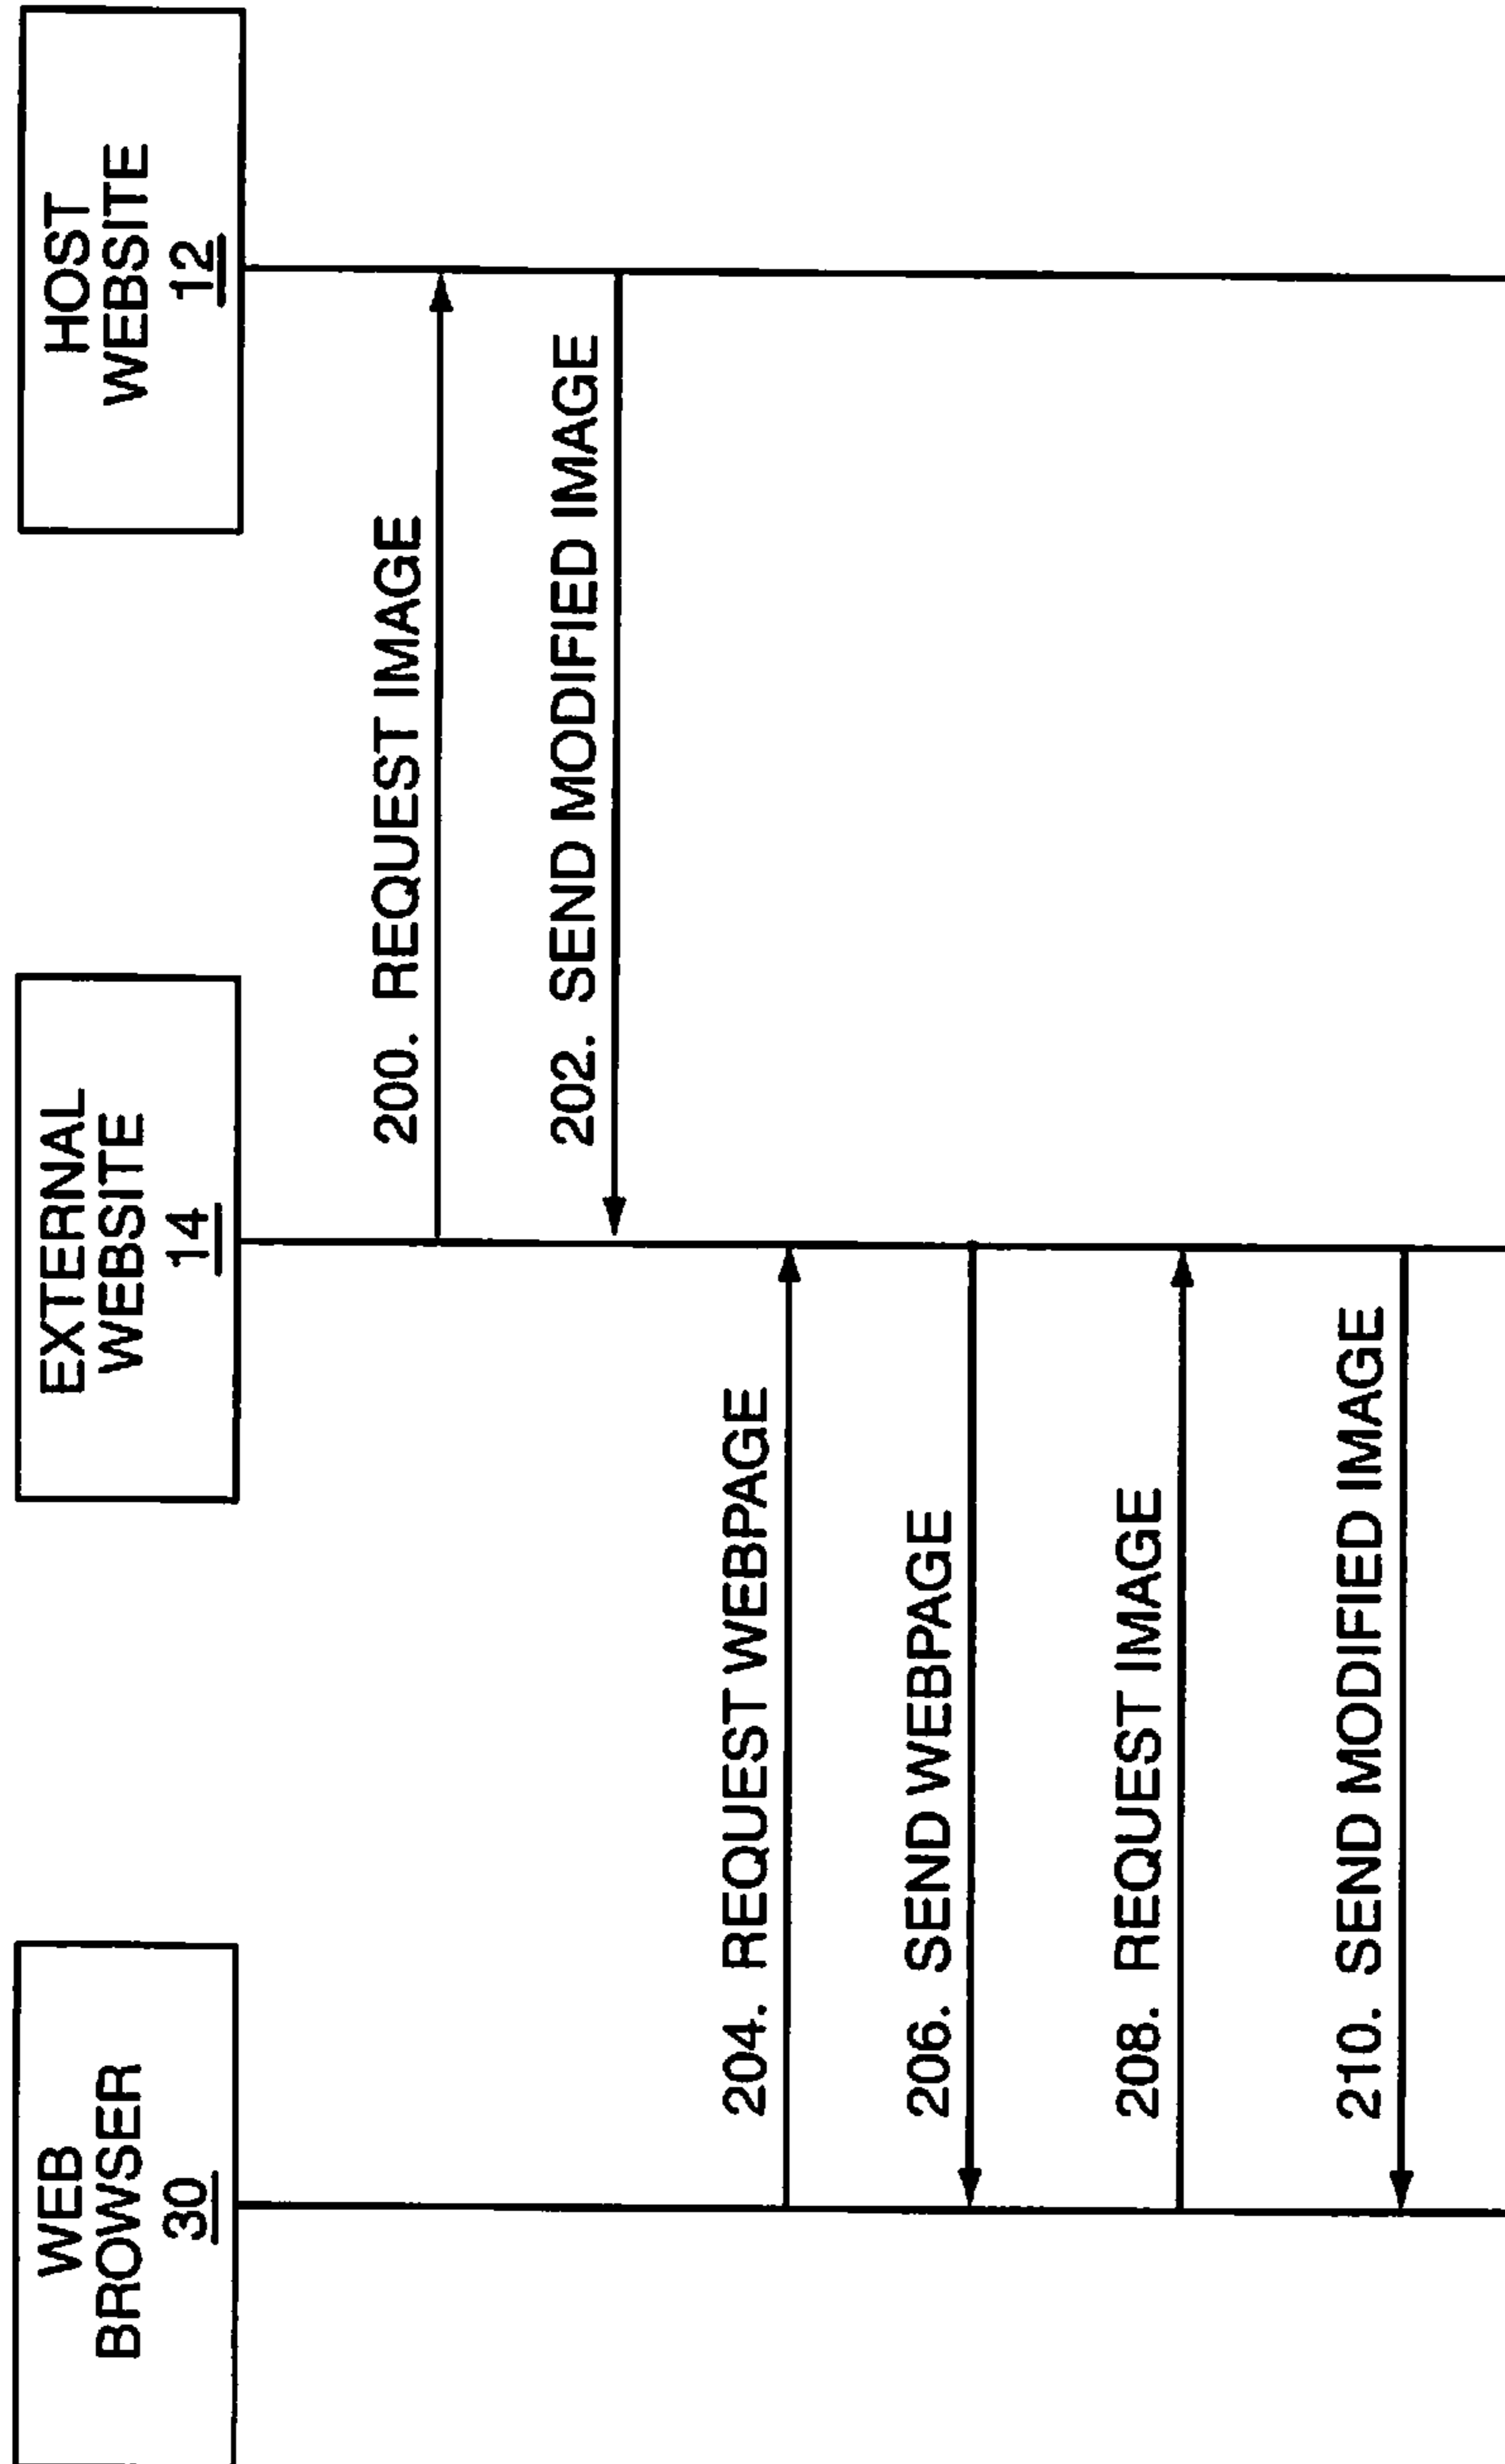 WEB
BROWSER
30
EXTERNAL
WEBSITE
14
HOST
WEBSITE
12
200. REQUEST IMAGE
202. SEND MODIFIED IMAGE
204. REQUEST WEBPAGE
206. SEND WEBPAGE
208. REQUEST IMAGE
210. SEND MODIFIED IMAGE